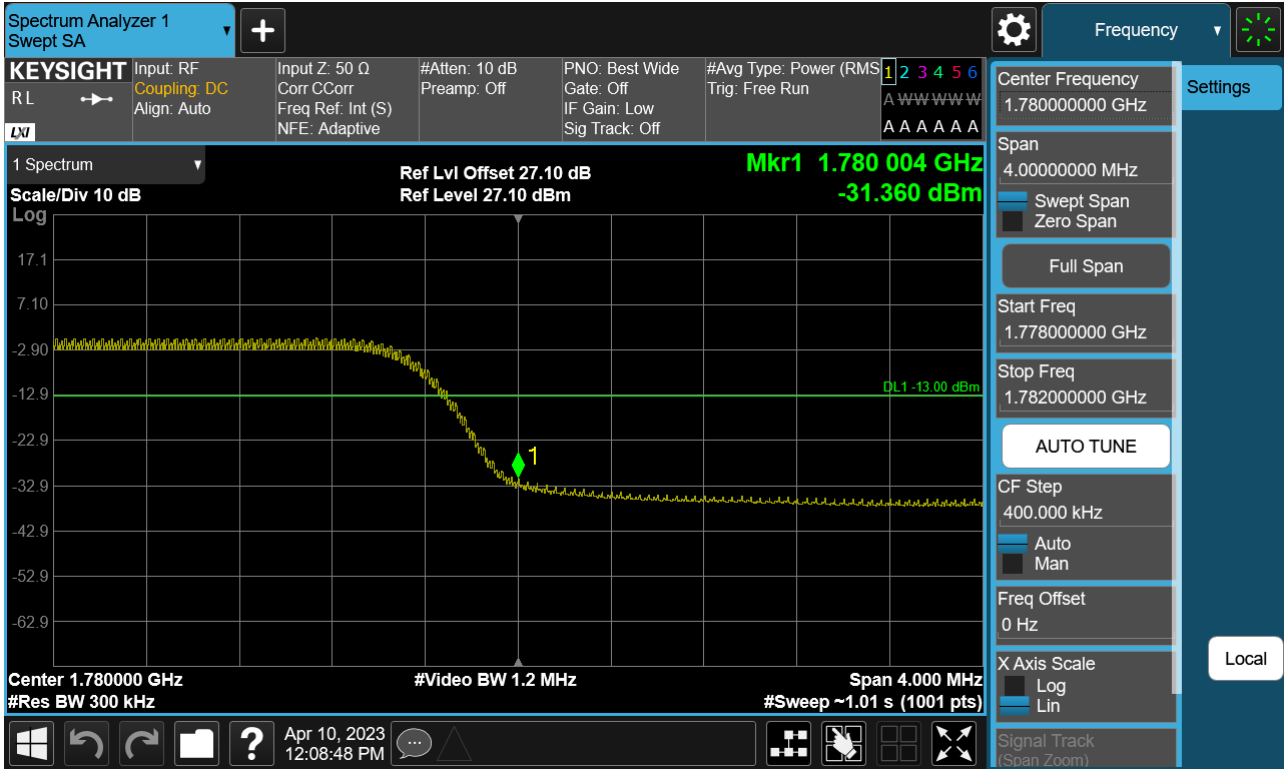 Spectrum Analyzer 1
Swept SA
+
Frequency
KEYSIGHT
R L
LXI
Input: RF
Coupling: DC
Align: Auto
Input Z: 50 Ω
Corr CCorr
Freq Ref: Int (S)
NFE: Adaptive
#Atten: 10 dB
Preamp: Off
PNO: Best Wide
Gate: Off
IF Gain: Low
Sig Track: Off
#Avg Type: Power (RMS
Trig: Free Run
1 2 3 4 5 6
A W W W W W
A A A A A A
1 Spectrum
Scale/Div 10 dB
Log
Ref Lvl Offset 27.10 dB
Ref Level 27.10 dBm
Mkr1 1.780 004 GHz
-31.360 dBm
17.1
7.10
-2.90
-12.9
DL1 -13.00 dBm
-22.9
1
-32.9
-42.9
-52.9
-62.9
Center 1.780000 GHz
#Video BW 1.2 MHz
Span 4.000 MHz
#Res BW 300 kHz
#Sweep ~1.01 s (1001 pts)
?
Apr 10, 2023
12:08:48 PM
Center Frequency
1.780000000 GHz
Settings
Span
4.00000000 MHz
Swept Span
Zero Span
Full Span
Start Freq
1.778000000 GHz
Stop Freq
1.782000000 GHz
AUTO TUNE
CF Step
400.000 kHz
Auto
Man
Freq Offset
0 Hz
X Axis Scale
Log
Lin
Local
Signal Track
(Span Zoom)